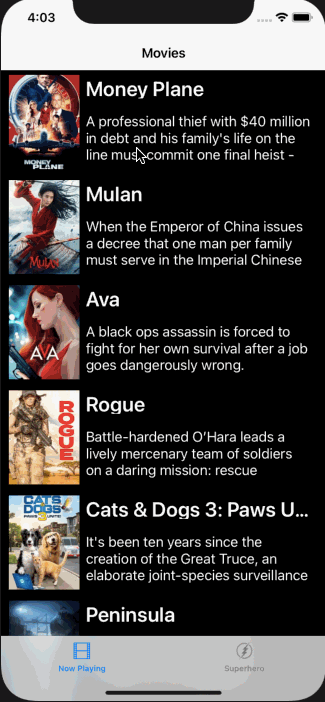 4:03
Movies
MONEY
PLANE
Money Plane
A professional thief with $40 million
in debt and his family's life on the
line must commit one final heist -
MULAN
Mulan
When the Emperor of China issues
a decree that one man per family
must serve in the Imperial Chinese
AVA
Ava
A black ops assassin is forced to
fight for her own survival after a job
goes dangerously wrong.
ROGUE
Rogue
Battle-hardened O’Hara leads a
lively mercenary team of soldiers
on a daring mission: rescue
CATS
DOGS
PAWS UNITE!
Cats & Dogs 3: Paws U...
It's been ten years since the
creation of the Great Truce, an
elaborate joint-species surveillance
Peninsula
Now Playing
Superhero